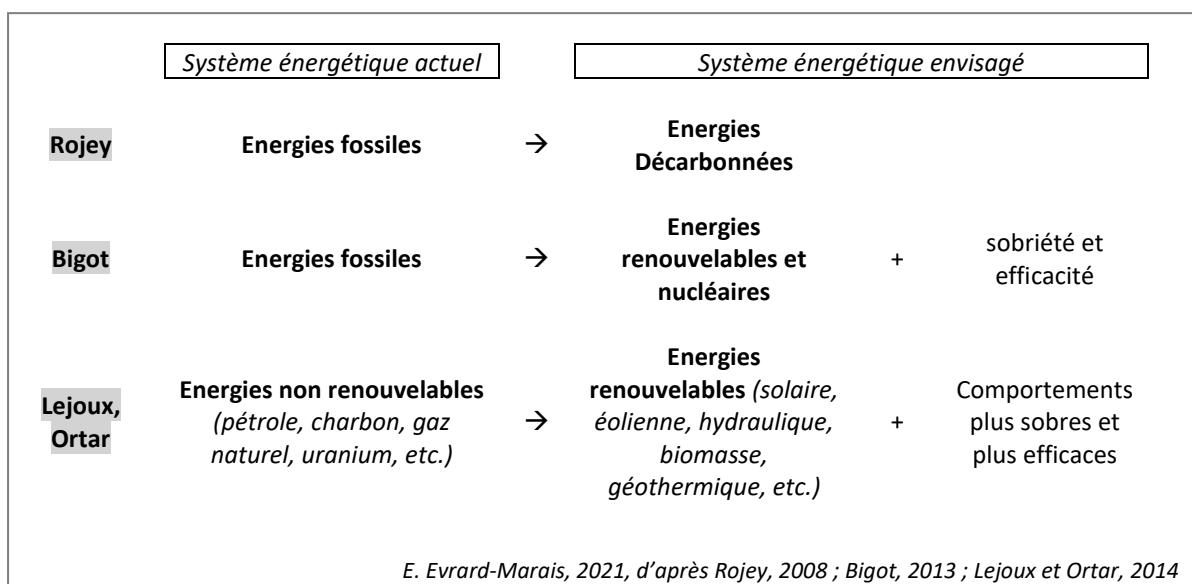 Système énergétique actuel
Système énergétique envisagé
Rojey
Energies fossiles
→
Energies
Décarbonnées
Bigot
Energies fossiles
→
Energies
renouvelables et
nucléaires
+
sobriété et
efficacité
Lejoux,
Ortar
Energies non renouvelables
(pétrole, charbon, gaz
naturel, uranium, etc.)
→
Energies
renouvelables (solaire,
éolienne, hydraulique,
biomasse,
géothermique, etc.)
+
Comportements
plus sobres et
plus efficaces
E. Evrard-Marais, 2021, d’après Rojey, 2008 ; Bigot, 2013 ; Lejoux et Ortar, 2014